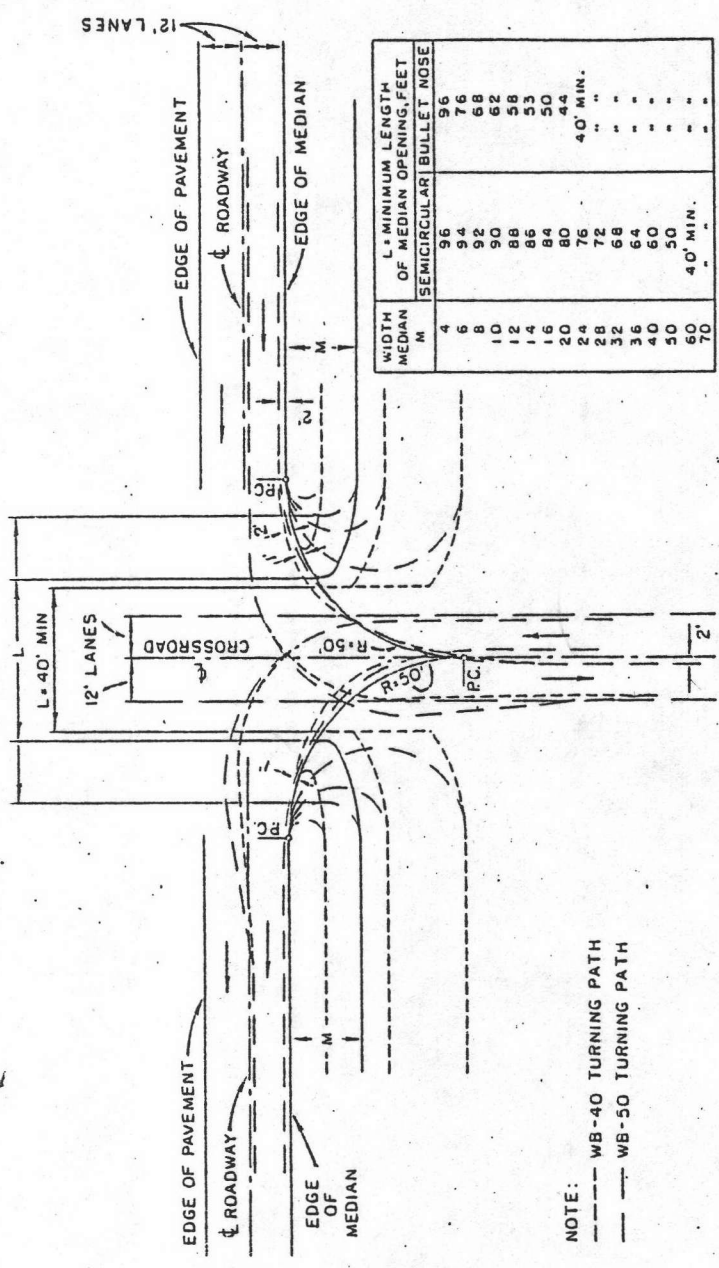 12' LANES
EDGE OF PAVEMENT
℄ ROADWAY
EDGE OF MEDIAN
M
2'
P.C.
2'
L
L = 40' MIN
12' LANES
CROSSROAD
℄
R=50'
R=50'
P.C.
2'
P.C.
M
EDGE OF PAVEMENT
℄ ROADWAY
EDGE
OF
MEDIAN
NOTE:
WB-40 TURNING PATH
WB-50 TURNING PATH
WIDTH MEDIAN M | L = MINIMUM LENGTH OF MEDIAN OPENING, FEET
SEMICIRCULAR | BULLET NOSE
4 96 96
6 94 76
8 92 68
10 90 62
12 88 58
14 86 53
16 84 50
20 80 44
24 76 40' MIN.
28 72 " "
32 68 " "
36 64 " "
40 60 " "
50 50 " "
60 40' MIN. " "
70 " " " "